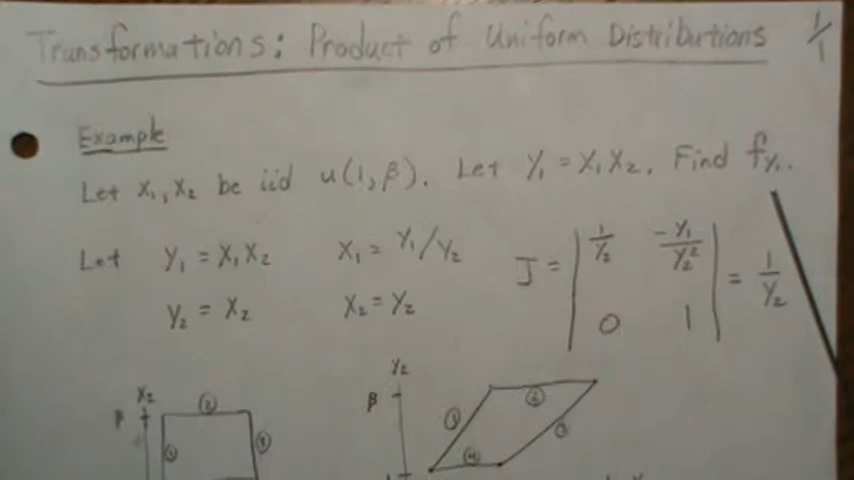 Transformations: Product of Uniform Distributions 1/1
Example
Let X₁, X₂ be iid u(1, β). Let Y₁ = X₁X₂. Find f_Y₁.
Let Y₁ = X₁X₂ X₁ = Y₁/Y₂ J = | 1/Y₂ -Y₁/Y₂² | = 1/Y₂
Y₂ = X₂ X₂ = Y₂ | 0 1 |
X₂ Y₂
β ② β ②
① ③ ① ③
④
1